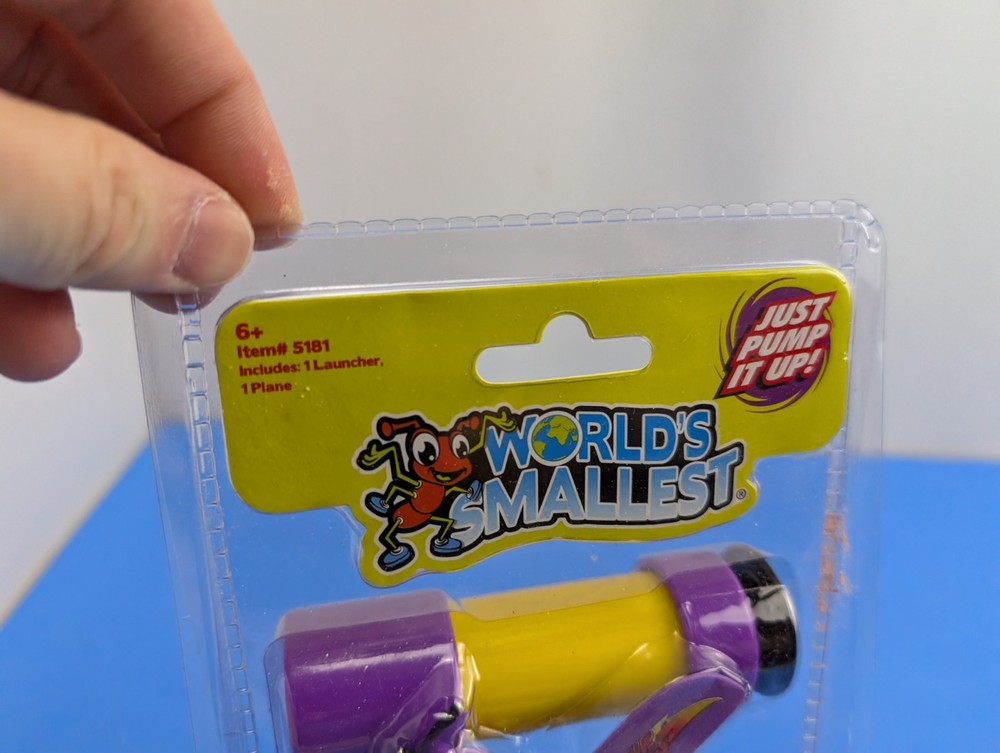 6+
Item# 5181
Includes: 1 Launcher,
1 Plane
JUST
PUMP
IT UP!
WORLD'S
SMALLEST®